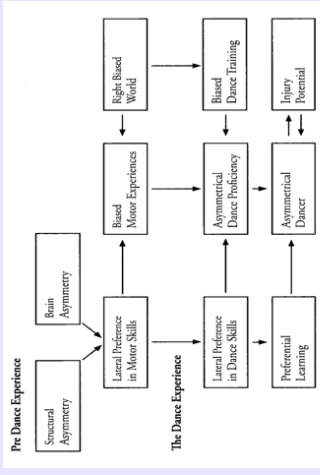 Pre Dance Experience
Structural
Asymmetry
Brain
Asymmetry
Lateral Preference
in Motor Skills
Biased
Motor Experiences
Right Biased
World
The Dance Experience
Lateral Preference
in Dance Skills
Asymmetrical
Dance Proficiency
Biased
Dance Training
Preferential
Learning
Asymmetrical
Dancer
Injury
Potential